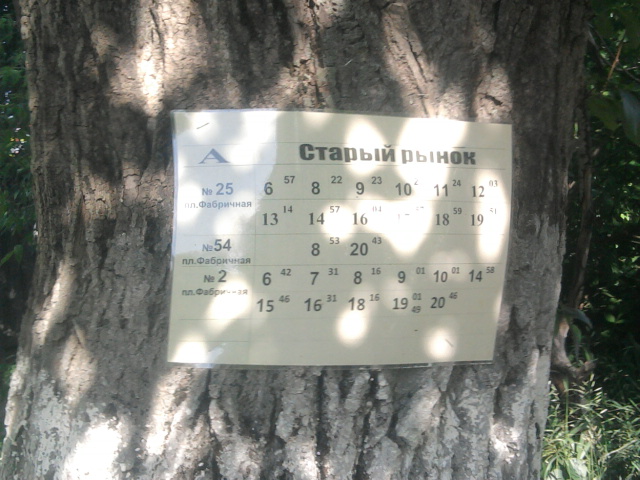 А Старый рынок
№ 25 6 57 8 22 9 23 10 11 24 12 03
пл.Фабричная 13 14 14 57 16 04 18 59 19 51
№54 8 53 20 43
пл.Фабричная
№ 2 6 42 7 31 8 16 9 01 10 01 14 58
пл.Фабричная 15 46 16 31 18 16 19 01 49 20 46